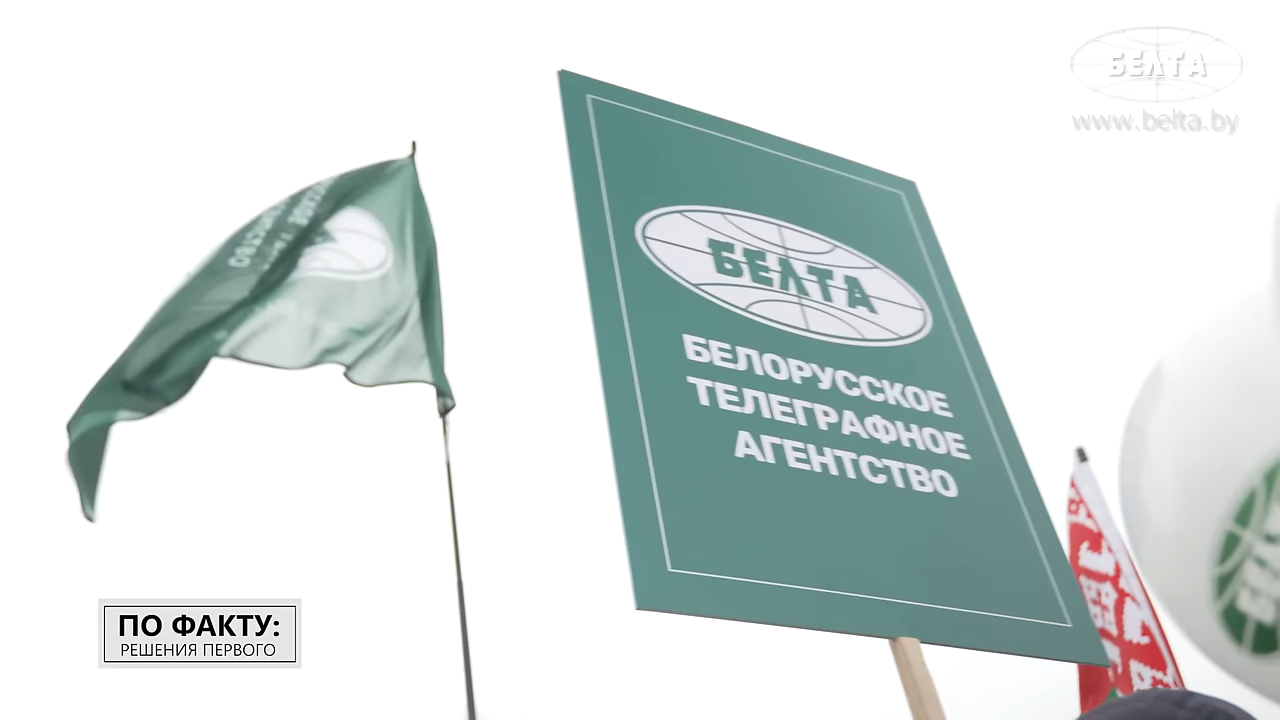 БЕЛТА
www.belta.by
БЕЛТА
БЕЛОРУССКОЕ
ТЕЛЕГРАФНОЕ
АГЕНТСТВО
ПО ФАКТУ:
РЕШЕНИЯ ПЕРВОГО